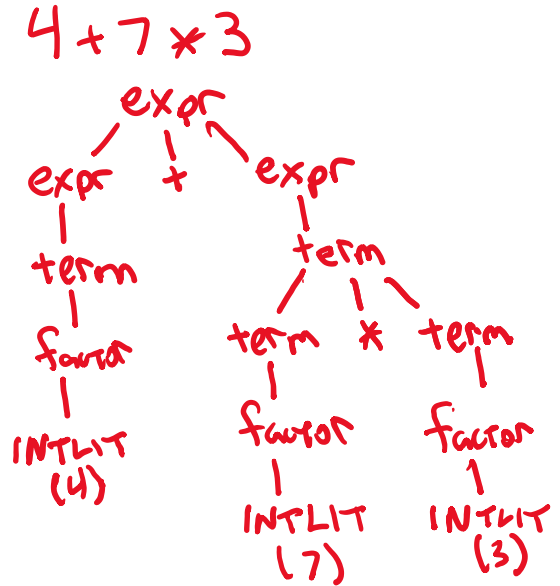 4 + 7 * 3
expr
expr + expr
term
term
factor
term * term
INTLIT
(4)
factor
factor
INTLIT
(7)
INTLIT
(3)